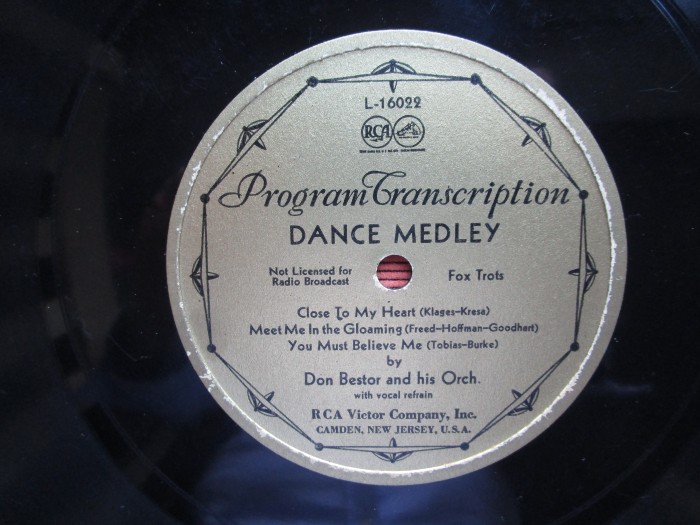 L-16022
RCA
Program Transcription
DANCE MEDLEY
Not Licensed for
Radio Broadcast
Fox Trots
Close To My Heart (Klages-Kresa)
Meet Me In the Gloaming (Freed-Hoffman-Goodhart)
You Must Believe Me (Tobias-Burke)
by
Don Bestor and his Orch.
with vocal refrain
RCA Victor Company, Inc.
CAMDEN, NEW JERSEY, U.S.A.